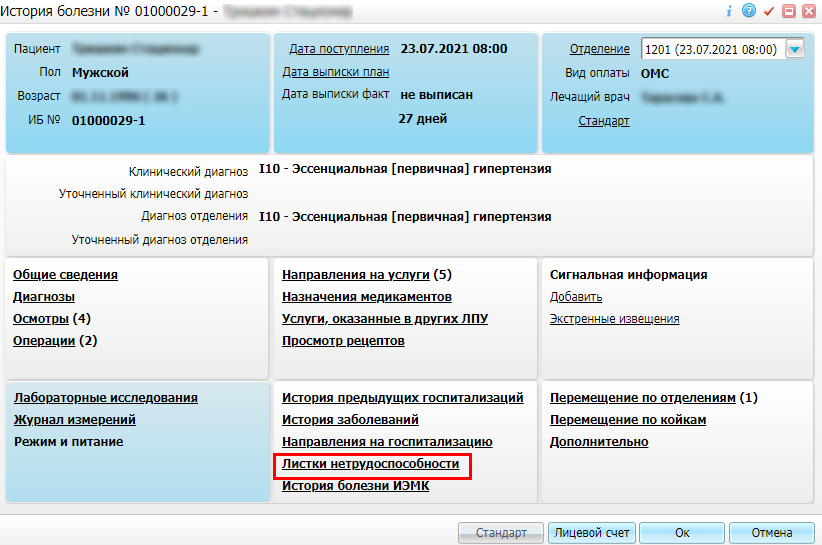 История болезни № 01000029-1 -
Пациент
Пол Мужской
Возраст
ИБ № 01000029-1
Дата поступления 23.07.2021 08:00
Дата выписки план
Дата выписки факт не выписан
27 дней
Отделение 1201 (23.07.2021 08:00)
Вид оплаты ОМС
Лечащий врач
Стандарт
Клинический диагноз I10 - Эссенциальная [первичная] гипертензия
Уточненный клинический диагноз
Диагноз отделения I10 - Эссенциальная [первичная] гипертензия
Уточненный диагноз отделения
Общие сведения
Диагнозы
Осмотры (4)
Операции (2)
Направления на услуги (5)
Назначения медикаментов
Услуги, оказанные в других ЛПУ
Просмотр рецептов
Сигнальная информация
Добавить
Экстренные извещения
Лабораторные исследования
Журнал измерений
Режим и питание
История предыдущих госпитализаций
История заболеваний
Направления на госпитализацию
Листки нетрудоспособности
История болезни ИЭМК
Перемещение по отделениям (1)
Перемещение по койкам
Дополнительно
Стандарт Лицевой счет Ок Отмена